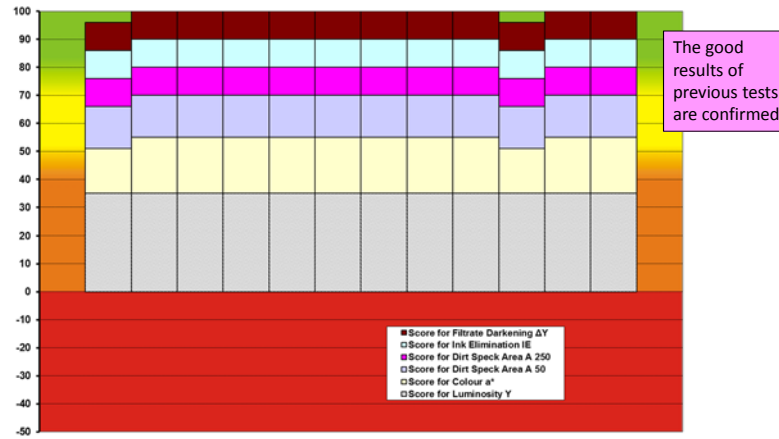 100
90
80
70
60
50
40
30
20
10
0
-10
-20
-30
-40
-50
The good
results of
previous tests
are confirmed
Score for Filtrate Darkening ΔY
Score for Ink Elimination IE
Score for Dirt Speck Area A 250
Score for Dirt Speck Area A 50
Score for Colour a*
Score for Luminosity Y